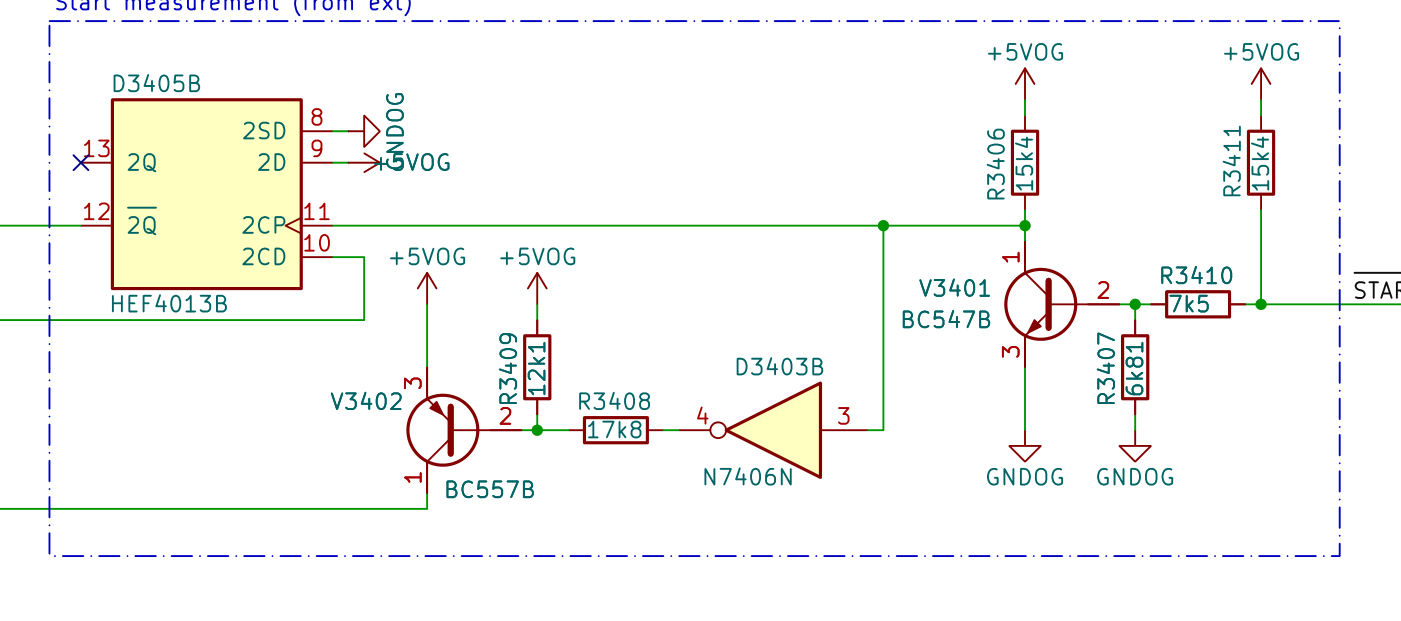 Start measurement (from ext)
+5VOG
+5VOG
D3405B
8
GNDOG
2SD
R3406
15k4
R3411
15k4
13
2Q
2D
9
+5VOG
12
2Q
2CP
11
10
2CD
+5VOG
+5VOG
1
R3410
STAR
V3401
2
7k5
HEF4013B
BC547B
3
R3409
12k1
R3407
6k81
D3403B
3
V3402
R3408
2
17k8
4
3
1
N7406N
GNDOG
GNDOG
BC557B